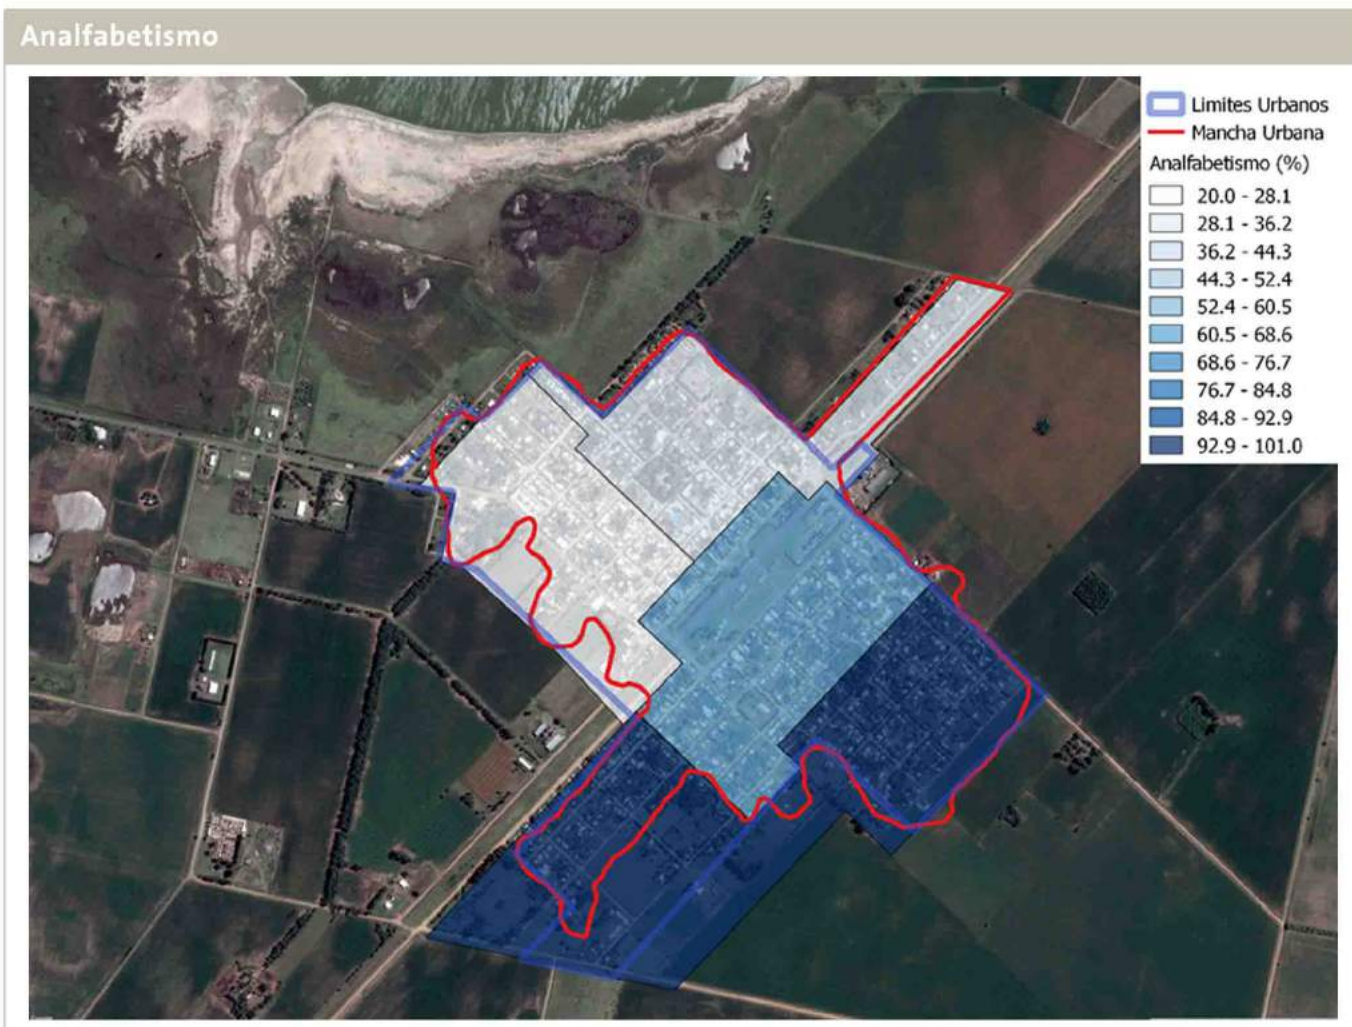 Analfabetismo
Limites Urbanos
Mancha Urbana
Analfabetismo (%)
20.0 - 28.1
28.1 - 36.2
36.2 - 44.3
44.3 - 52.4
52.4 - 60.5
60.5 - 68.6
68.6 - 76.7
76.7 - 84.8
84.8 - 92.9
92.9 - 101.0